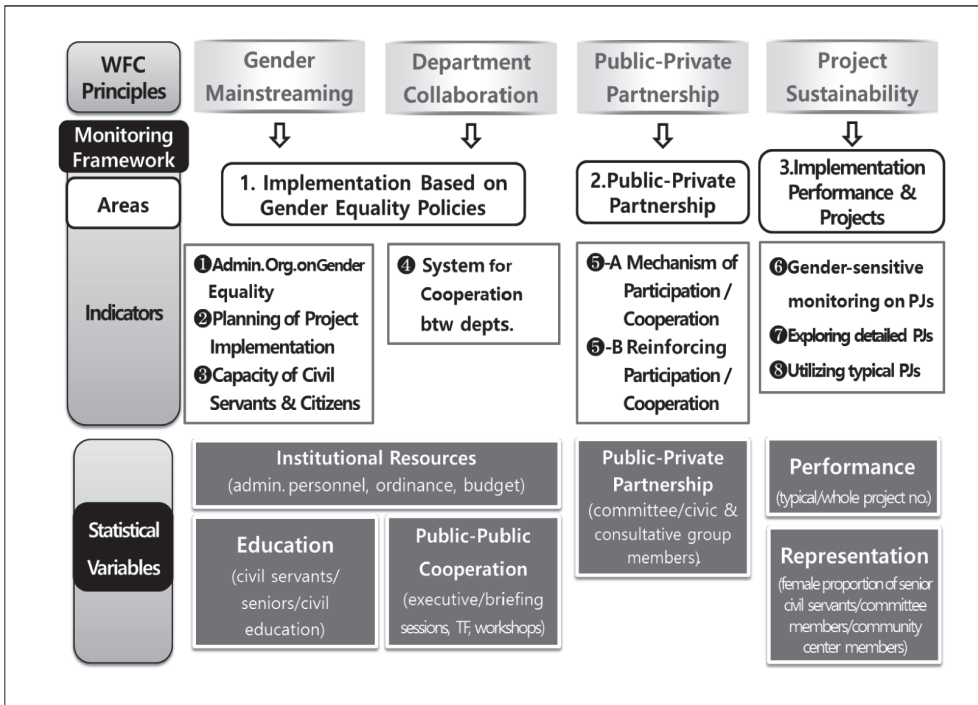 WFC
Principles
Gender
Mainstreaming
Department
Collaboration
Public-Private
Partnership
Project
Sustainability
Monitoring
Framework
Areas
1. Implementation Based on
Gender Equality Policies
2.Public-Private
Partnership
3.Implementation
Performance &
Projects
Indicators
❶Admin.Org.onGender
Equality
❷Planning of Project
Implementation
❸Capacity of Civil
Servants & Citizens
❹ System for
Cooperation
btw depts.
❺-A Mechanism of
Participation /
Cooperation
❺-B Reinforcing
Participation /
Cooperation
❻Gender-sensitive
monitoring on PJs
❼Exploring detailed PJs
❽Utilizing typical PJs
Statistical
Variables
Institutional Resources
(admin. personnel, ordinance, budget)
Education
(civil servants/
seniors/civil
education)
Public-Public
Cooperation
(executive/briefing
sessions, TF, workshops)
Public-Private
Partnership
(committee/civic &
consultative group
members).
Performance
(typical/whole project no.)
Representation
(female proportion of senior
civil servants/committee
members/community
center members)